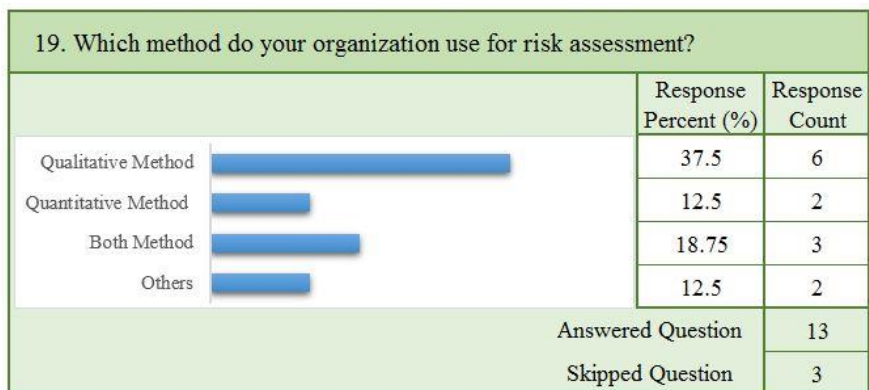 19. Which method do your organization use for risk assessment?
Response Percent (%)
Response Count
Qualitative Method 37.5 6
Quantitative Method 12.5 2
Both Method 18.75 3
Others 12.5 2
Answered Question 13
Skipped Question 3